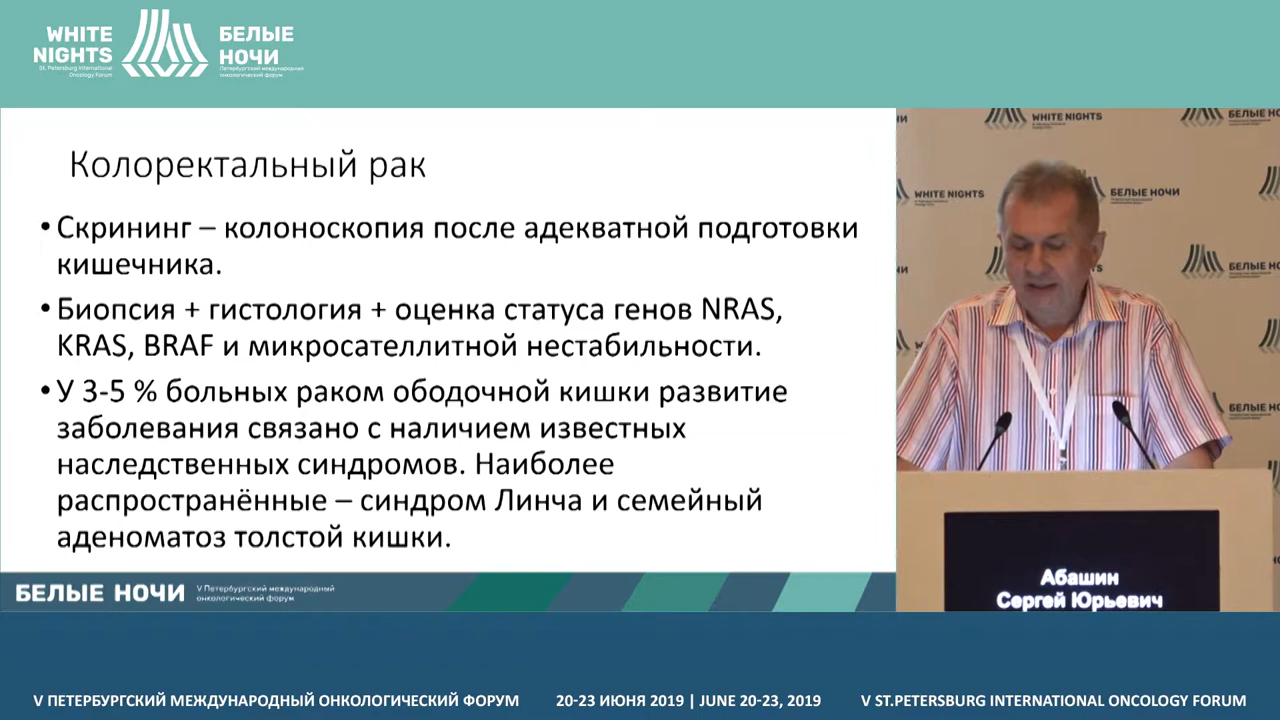 WHITE
NIGHTS
St. Petersburg International
Oncology Forum
БЕЛЫЕ
НОЧИ
Петербургский международный
онкологический форум
Колоректальный рак
• Скрининг – колоноскопия после адекватной подготовки
кишечника.
• Биопсия + гистология + оценка статуса генов NRAS,
KRAS, BRAF и микросателлитной нестабильности.
• У 3-5 % больных раком ободочной кишки развитие
заболевания связано с наличием известных
наследственных синдромов. Наиболее
распространённые – синдром Линча и семейный
аденоматоз толстой кишки.
БЕЛЫЕ НОЧИ
V Петербургский международный
онкологический форум
WHITE NIGHTS
WHITE NIGHTS
БЕЛЫЕ НОЧИ
Абашин
Сергей Юрьевич
V ПЕТЕРБУРГСКИЙ МЕЖДУНАРОДНЫЙ ОНКОЛОГИЧЕСКИЙ ФОРУМ
20-23 ИЮНЯ 2019 | JUNE 20-23, 2019
V ST.PETERSBURG INTERNATIONAL ONCOLOGY FORUM